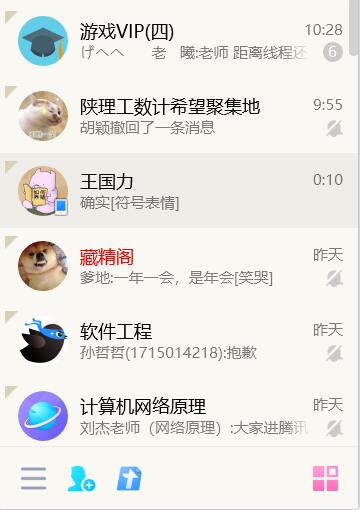 游戏VIP(四)
10:28
げへへ 老 曦:老师 距离线程还
6
陕理工数计希望聚集地
9:55
胡颖撤回了一条消息
王国力
0:10
确实[符号表情]
藏精阁
昨天
爹地:一年一会，是年会[笑哭]
软件工程
昨天
孙哲哲(1715014218):抱歉
计算机网络原理
昨天
刘杰老师（网络原理）:大家进腾讯